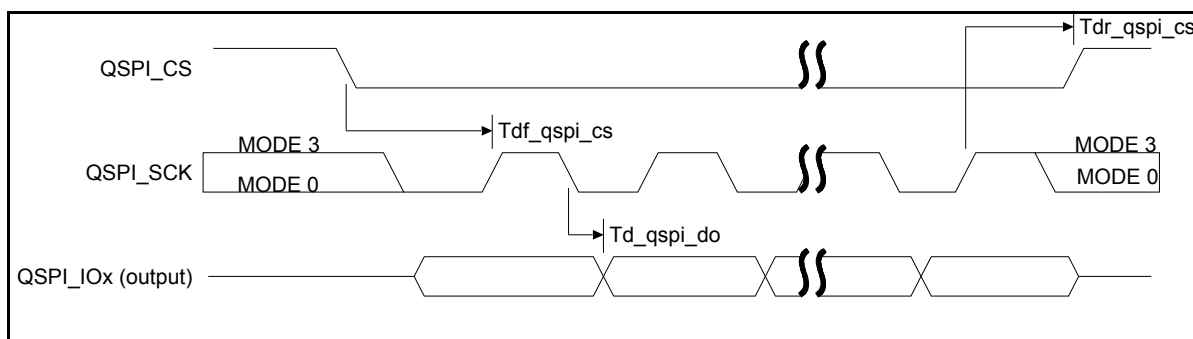 Tdr_qspi_cs
QSPI_CS
Tdf_qspi_cs
MODE 3
MODE 3
QSPI_SCK
MODE 0
MODE 0
Td_qspi_do
QSPI_IOx (output)